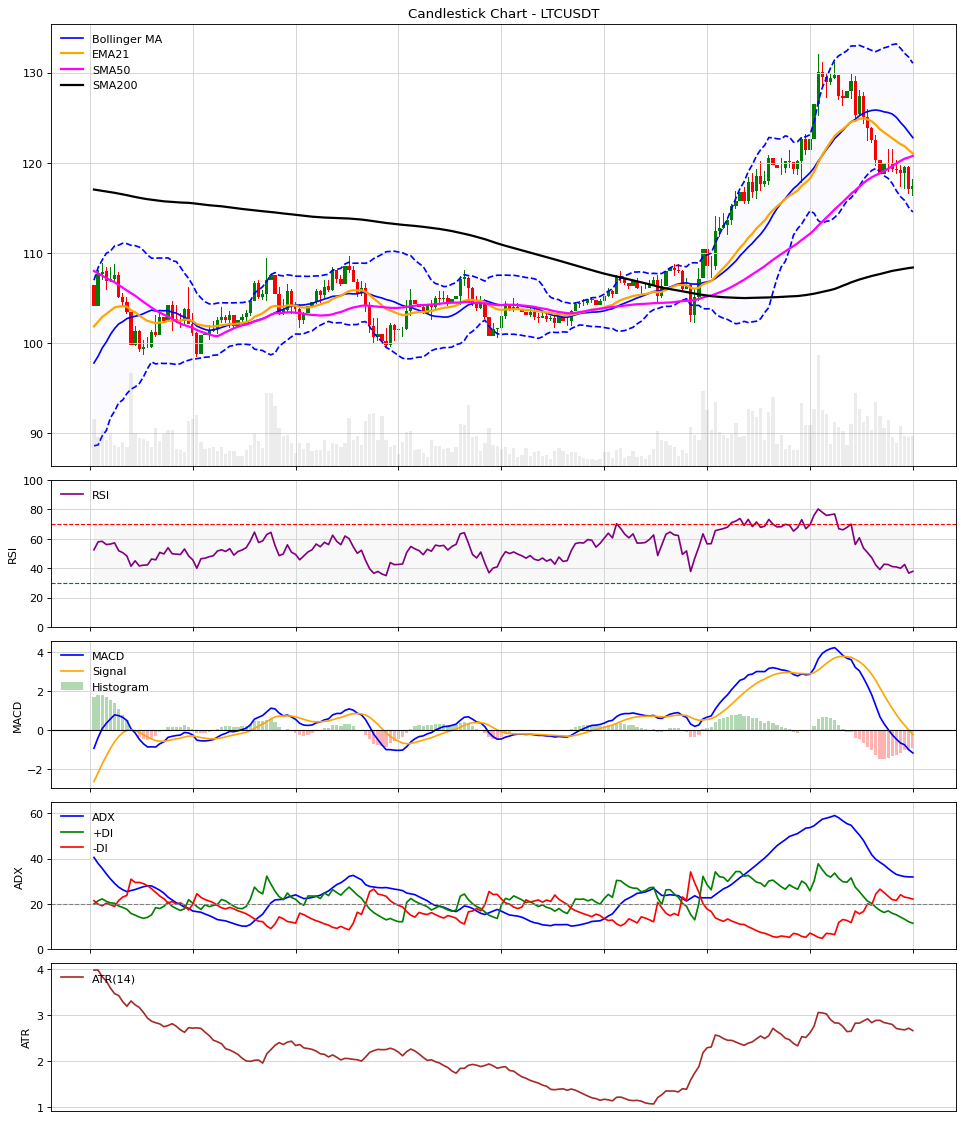 Candlestick Chart - LTCUSDT
Bollinger MA
EMA21
SMA50
SMA200
130
120
110
100
90
RSI
100
80
60
40
20
0
RSI
MACD
Signal
Histogram
4
2
0
−2
MACD
ADX
+DI
-DI
60
40
20
0
ADX
ATR(14)
4
3
2
1
ATR